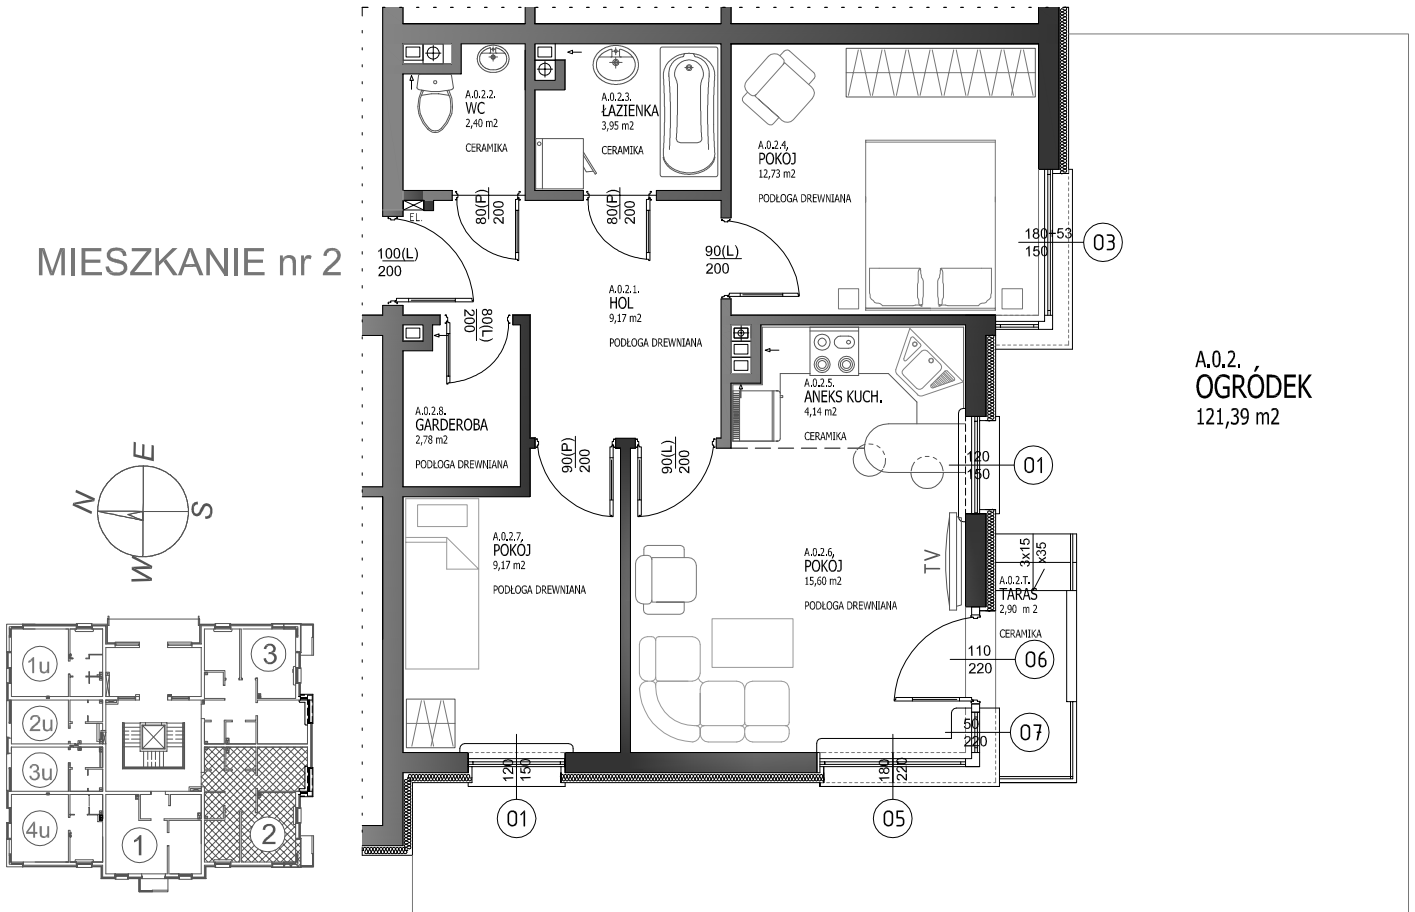 MIESZKANIE nr 2
A.0.2.2.
WC
2,40 m2
CERAMIKA
A.0.2.3.
ŁAZIENKA
3,95 m2
CERAMIKA
A.0.2.4,
POKÓJ
12,73 m2
PODŁOGA DREWNIANA
EL.
80(P)
200
80(P)
200
100(L)
200
90(L)
200
180+53
150
03
A.0.2.1.
HOL
9,17 m2
PODŁOGA DREWNIANA
80(L)
200
A.0.2.
OGRÓDEK
121,39 m2
A.0.2.5.
ANEKS KUCH.
4,14 m2
CERAMIKA
A.0.2.8.
GARDEROBA
2,78 m2
PODŁOGA DREWNIANA
90(P)
200
90(L)
200
120
150
01
A.0.2.7,
POKÓJ
9,17 m2
PODŁOGA DREWNIANA
A.0.2.6,
POKÓJ
15,60 m2
PODŁOGA DREWNIANA
TV
3x15
x35
A.0.2.T.
TARAS
2,90 m 2
CERAMIKA
110
220
06
50
220
07
120
150
01
180
220
05
N
E
S
W
1u
2u
3u
4u
1
2
3